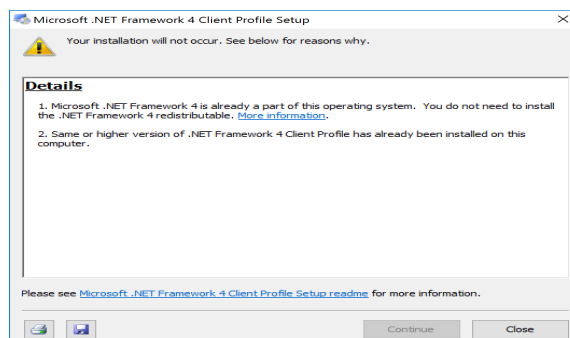 Microsoft .NET Framework 4 Client Profile Setup
Your installation will not occur. See below for reasons why.
Details
1. Microsoft .NET Framework 4 is already a part of this operating system. You do not need to install
the .NET Framework 4 redistributable. More information.
2. Same or higher version of .NET Framework 4 Client Profile has already been installed on this
computer.
Please see Microsoft .NET Framework 4 Client Profile Setup readme for more information.
Continue
Close